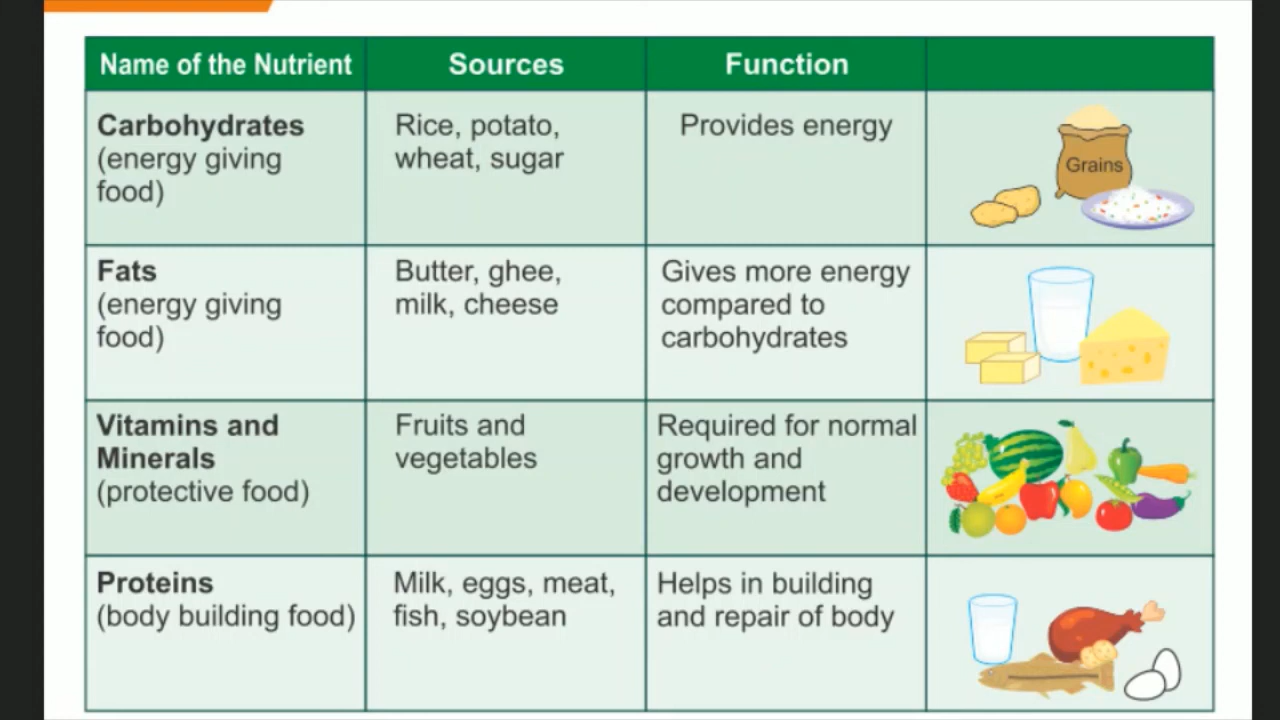 Name of the Nutrient
Sources
Function
Carbohydrates
(energy giving
food)
Rice, potato,
wheat, sugar
Provides energy
Grains
Fats
(energy giving
food)
Butter, ghee,
milk, cheese
Gives more energy
compared to
carbohydrates
Vitamins and
Minerals
(protective food)
Fruits and
vegetables
Required for normal
growth and
development
Proteins
(body building food)
Milk, eggs, meat,
fish, soybean
Helps in building
and repair of body